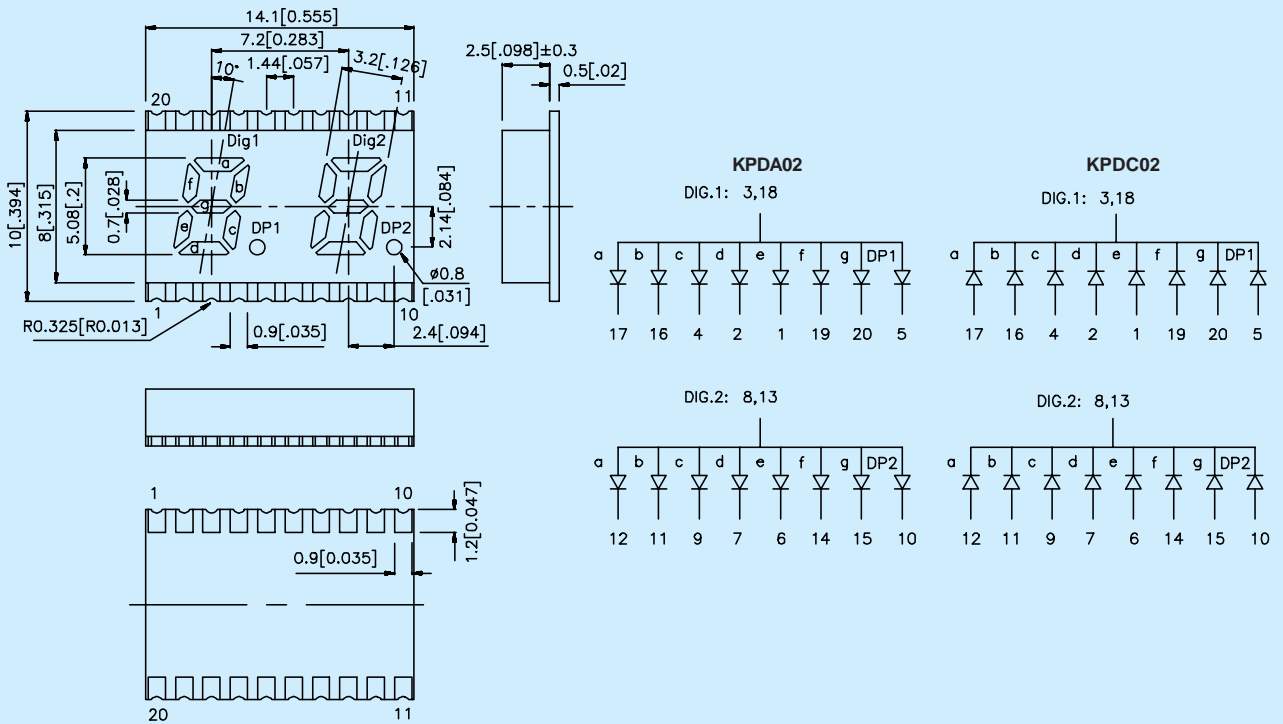 14.1[0.555]
7.2[0.283]
10°
1.44[.057]
3.2[.126]
2.5[.098]±0.3
0.5[.02]
20
11
Dig1
Dig2
a
f
b
g
e
c
d
DP1
DP2
10[.394]
8[.315]
5.08[.2]
0.7[.028]
2.14[.084]
ø0.8
[.031]
1
10
R0.325[R0.013]
0.9[.035]
2.4[.094]
1
10
1.2[0.047]
0.9[0.035]
20
11
KPDA02
DIG.1: 3,18
a b c d e f g DP1
17 16 4 2 1 19 20 5
DIG.2: 8,13
a b c d e f g DP2
12 11 9 7 6 14 15 10
KPDC02
DIG.1: 3,18
a b c d e f g DP1
17 16 4 2 1 19 20 5
DIG.2: 8,13
a b c d e f g DP2
12 11 9 7 6 14 15 10